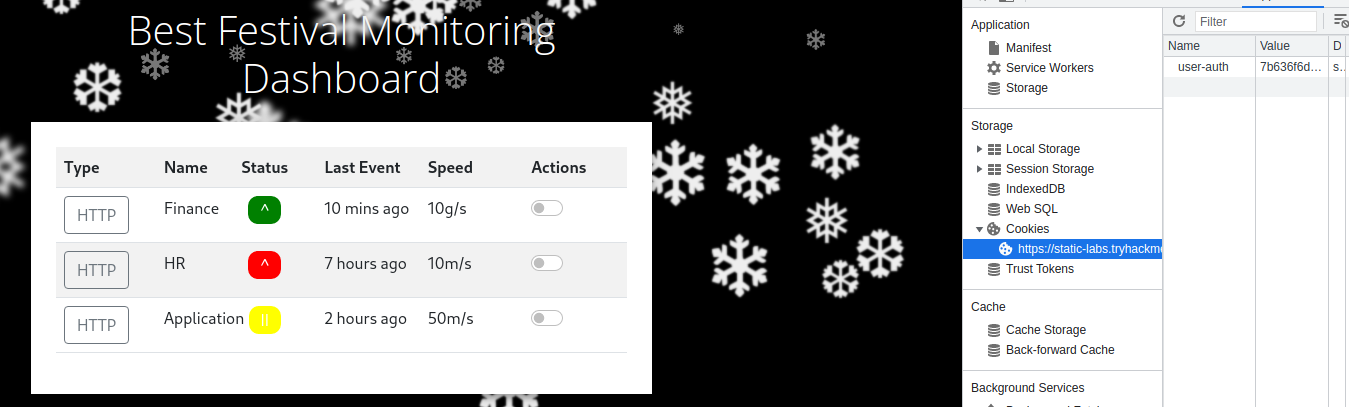 Best Festival Monitoring
Dashboard
Type Name Status Last Event Speed Actions
HTTP Finance ^ 10 mins ago 10g/s
HTTP HR ^ 7 hours ago 10m/s
HTTP Application || 2 hours ago 50m/s
Application
Manifest
Service Workers
Storage
Storage
Local Storage
Session Storage
IndexedDB
Web SQL
Cookies
https://static-labs.tryhackm
Trust Tokens
Cache
Cache Storage
Back-forward Cache
Background Services
Filter
Name Value D
user-auth 7b636f6d... s...